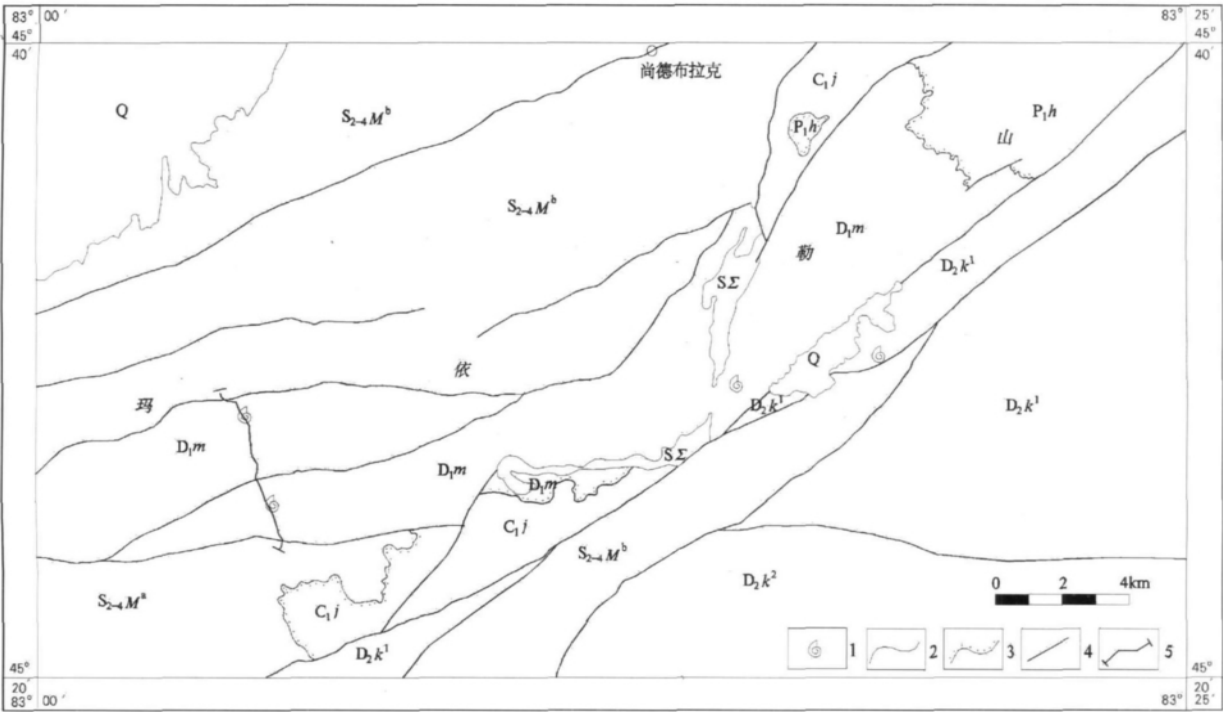 83° 00′
83° 25′
45° 40′
45° 40′
尚德布拉克
C₁j
Q
S₂₋₄Mᵇ
P₁h
P₁h
山
S₂₋₄Mᵇ
D₁m
勒
D₂k¹
SΣ
Q
依
玛
D₂k¹
D₂k¹
D₁m
D₁m
SΣ
D₁m
C₁j
S₂₋₄Mᵇ
D₂k²
0 2 4km
S₂₋₄Mᵃ
C₁j
D₂k¹
1 2 3 4 5
45° 20′
45° 20′
83° 00′
83° 25′